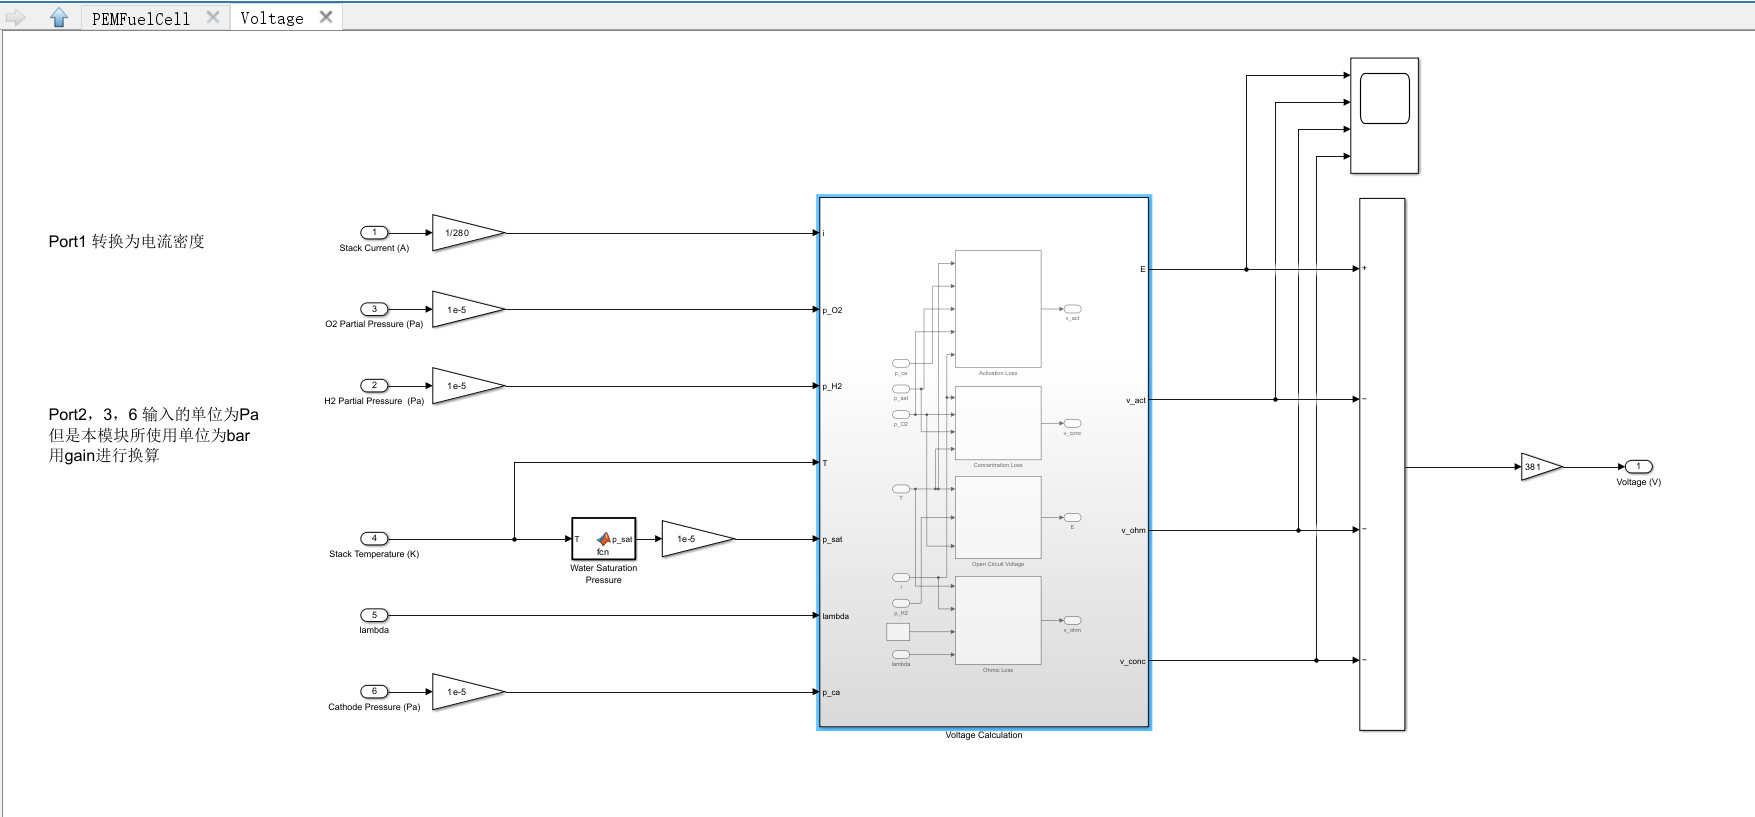 PEMFuelCell
Voltage
Port1 转换为电流密度
Port2，3，6 输入的单位为Pa
但是本模块所使用单位为bar
用gain进行换算
1
Stack Current (A)
1/280
3
O2 Partial Pressure (Pa)
1e-5
2
H2 Partial Pressure (Pa)
1e-5
4
Stack Temperature (K)
T
fcn
p_sat
Water Saturation
Pressure
1e-5
5
lambda
6
Cathode Pressure (Pa)
1e-5
i
p_O2
p_H2
T
p_sat
lambda
p_ca
p_ca
p_sat
p_O2
T
i
p_H2
lambda
Activation Loss
Concentration Loss
Open Circuit Voltage
Ohmic Loss
v_act
v_conc
E
v_ohm
E
v_act
v_ohm
v_conc
Voltage Calculation
+
−
−
−
381
1
Voltage (V)